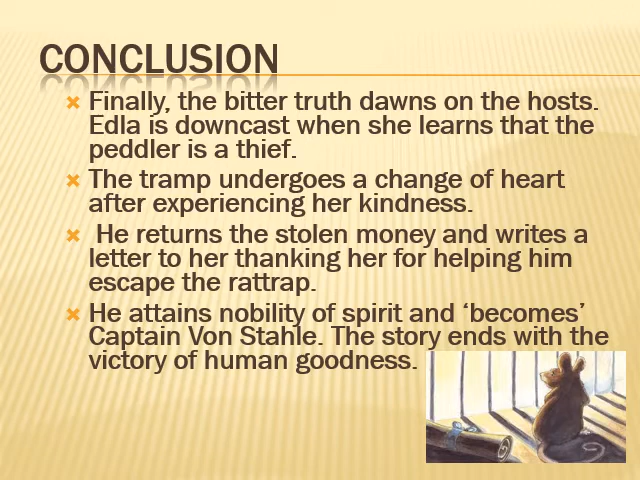 CONCLUSION
Finally, the bitter truth dawns on the hosts.
Edla is downcast when she learns that the
peddler is a thief.
The tramp undergoes a change of heart
after experiencing her kindness.
He returns the stolen money and writes a
letter to her thanking her for helping him
escape the rattrap.
He attains nobility of spirit and ‘becomes’
Captain Von Stahle. The story ends with the
victory of human goodness.